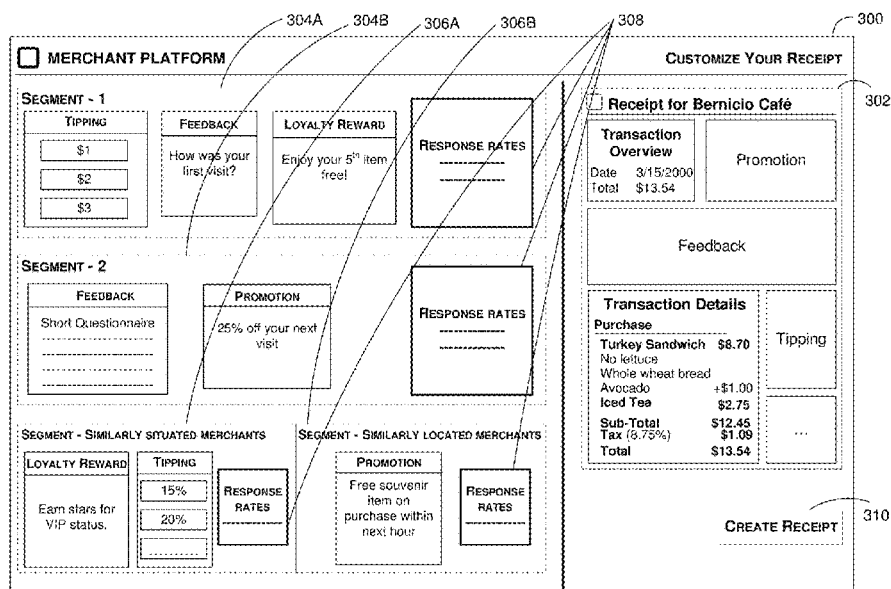 304A 304B 306A 306B 308 300
MERCHANT PLATFORM
CUSTOMIZE YOUR RECEIPT
302
SEGMENT - 1
TIPPING
$1
$2
$3
FEEDBACK
How was your
first visit?
LOYALTY REWARD
Enjoy your 5th item
free!
RESPONSE RATES
SEGMENT - 2
FEEDBACK
Short Questionnaire
PROMOTION
25% off your next
visit
RESPONSE RATES
SEGMENT - SIMILARLY SITUATED MERCHANTS
LOYALTY REWARD
Earn stars for
VIP status.
TIPPING
15%
20%
RESPONSE
RATES
SEGMENT - SIMILARLY LOCATED MERCHANTS
PROMOTION
Free souvenir
item on
purchase within
next hour
RESPONSE
RATES
Receipt for Bernicio Café
Transaction
Overview
Date 3/15/2000
Total $13.54
Promotion
Feedback
Transaction Details
Purchase
Turkey Sandwich $8.70
No lettuce
Whole wheat bread
Avocado +$1.00
Iced Tea $2.75
Sub-Total $12.45
Tax (8.75%) $1.09
Total $13.54
Tipping
...
310
CREATE RECEIPT